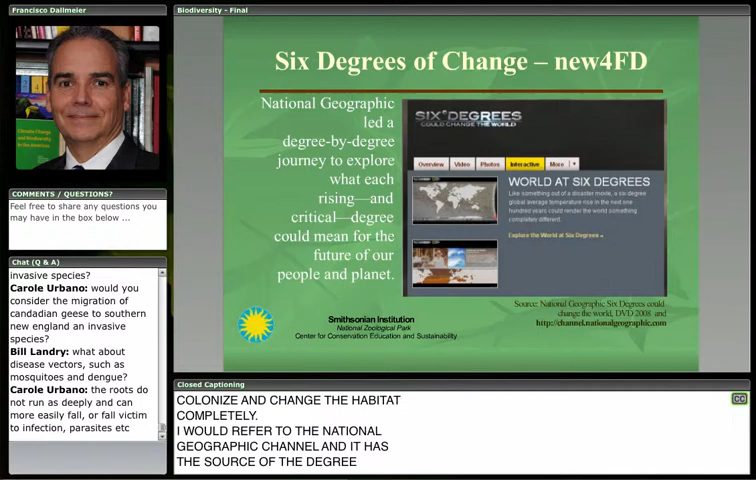 Francisco Dallmeier
COMMENTS / QUESTIONS?
Feel free to share any questions you
may have in the box below ...
Chat (Q & A)
invasive species?
Carole Urbano: would you
consider the migration of
candadian geese to southern
new england an invasive
species?
Bill Landry: what about
disease vectors, such as
mosquitoes and dengue?
Carole Urbano: the roots do
not run as deeply and can
more easily fall, or fall victim
to infection, parasites etc
Biodiversity - Final
Six Degrees of Change – new4FD
National Geographic
led a
degree-by-degree
journey to explore
what each
rising—and
critical—degree
could mean for the
future of our
people and planet.
SIX°DEGREES
COULD CHANGE THE WORLD
Overview Video Photos Interactive More
WORLD AT SIX DEGREES
Like something out of a disaster movie, a six degree
global average temperature rise in the next one
hundred years could render the world something
completely different.
Explore the World at Six Degrees »
Source: National Geographic Six Degrees could
change the world, DVD 2008 and
http://channel.nationalgeographic.com
Smithsonian Institution
National Zoological Park
Center for Conservation Education and Sustainability
Closed Captioning
CC
COLONIZE AND CHANGE THE HABITAT
COMPLETELY.
I WOULD REFER TO THE NATIONAL
GEOGRAPHIC CHANNEL AND IT HAS
THE SOURCE OF THE DEGREE